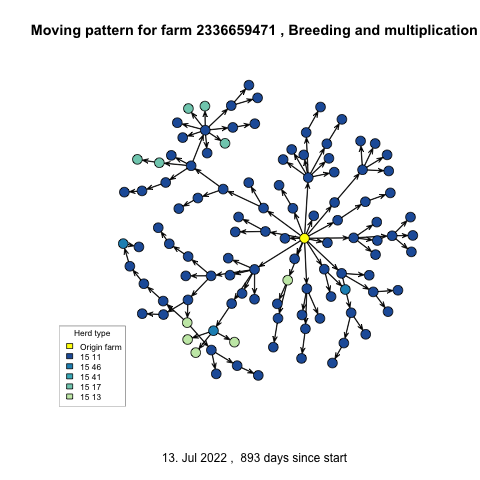 Moving pattern for farm 2336659471 , Breeding and multiplication
Herd type
Origin farm
15 11
15 46
15 41
15 17
15 13
13. Jul 2022 , 893 days since start